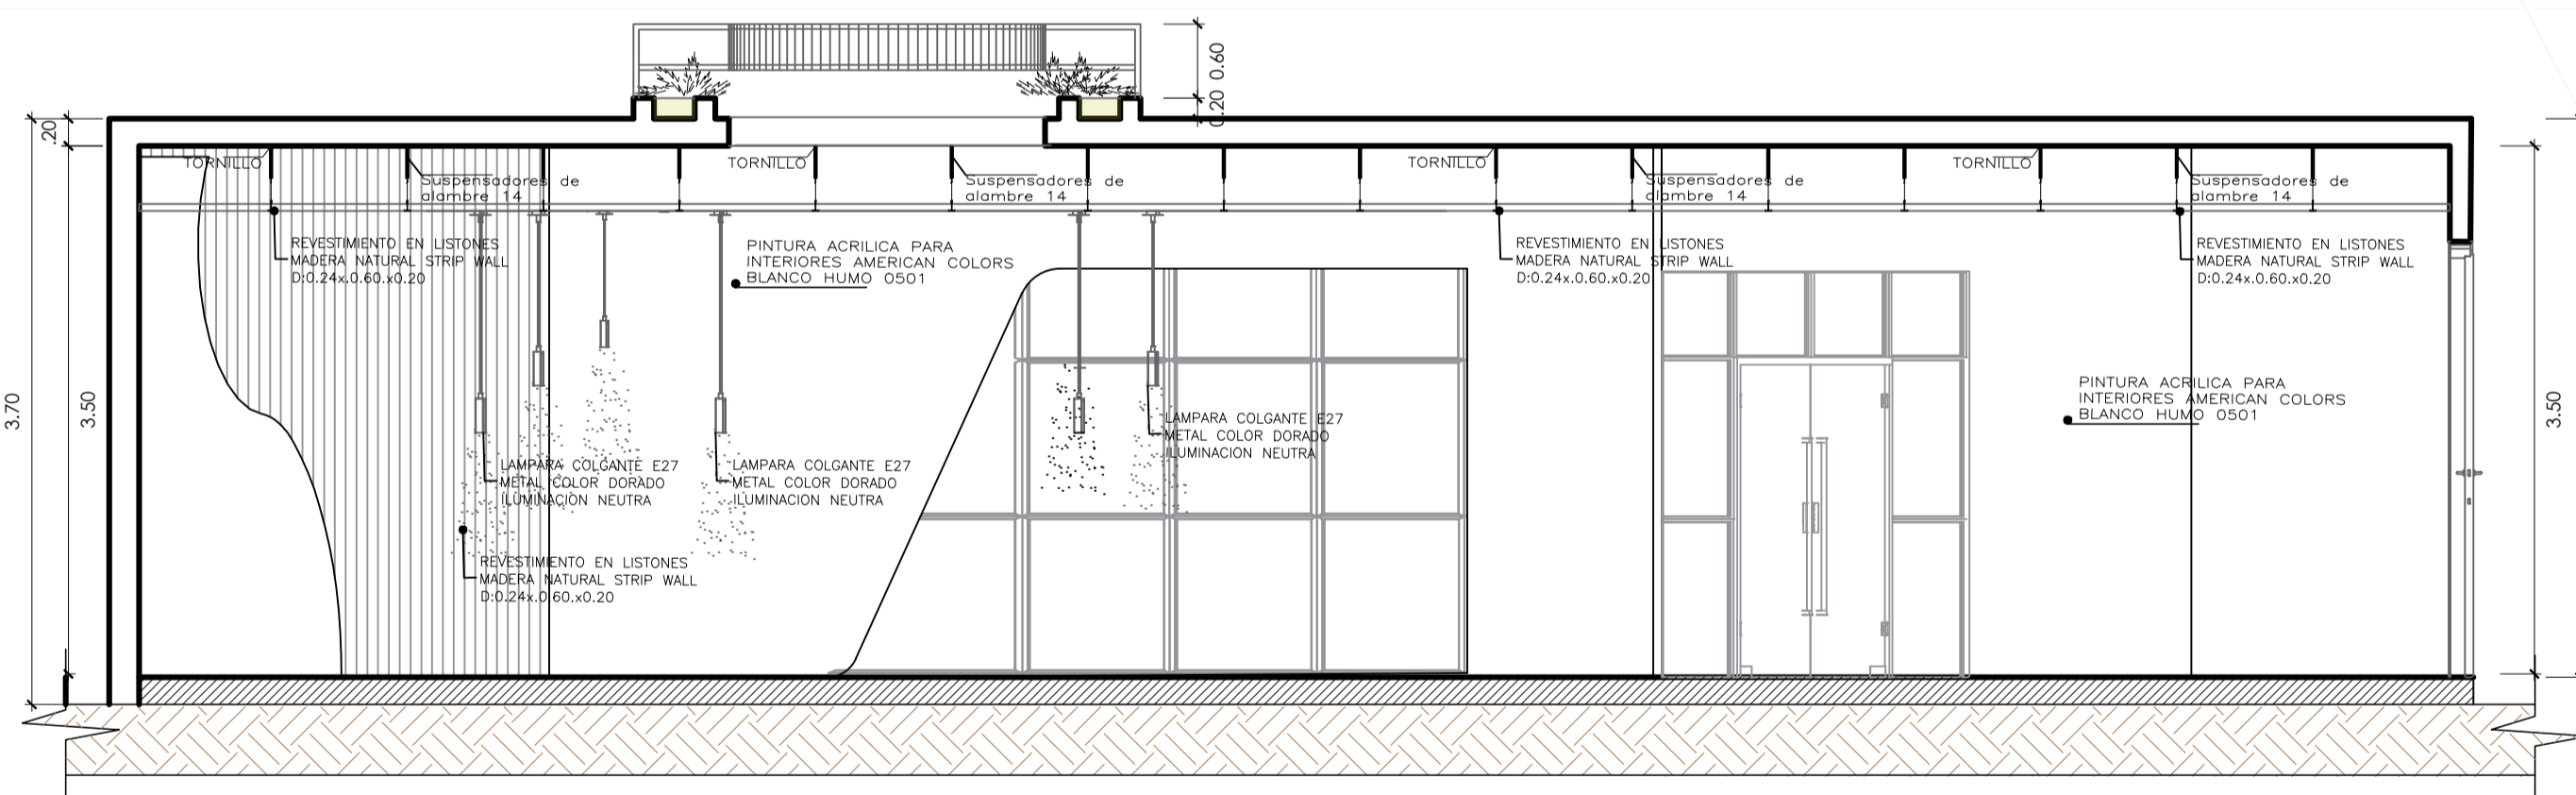 0.20 0.60
.20
3.70
3.50
TORNILLO
Suspensadores de
alambre 14
TORNILLO
Suspensadores de
alambre 14
TORNILLO
Suspensadores de
alambre 14
TORNILLO
Suspensadores de
alambre 14
REVESTIMIENTO EN LISTONES
MADERA NATURAL STRIP WALL
D:0.24x.0.60.x0.20
PINTURA ACRILICA PARA
INTERIORES AMERICAN COLORS
BLANCO HUMO 0501
REVESTIMIENTO EN LISTONES
MADERA NATURAL STRIP WALL
D:0.24x.0.60.x0.20
REVESTIMIENTO EN LISTONES
MADERA NATURAL STRIP WALL
D:0.24x.0.60.x0.20
LAMPARA COLGANTE E27
METAL COLOR DORADO
ILUMINACION NEUTRA
LAMPARA COLGANTE E27
METAL COLOR DORADO
ILUMINACION NEUTRA
LAMPARA COLGANTE E27
METAL COLOR DORADO
ILUMINACION NEUTRA
PINTURA ACRILICA PARA
INTERIORES AMERICAN COLORS
BLANCO HUMO 0501
3.50
REVESTIMIENTO EN LISTONES
MADERA NATURAL STRIP WALL
D:0.24x.0.60.x0.20